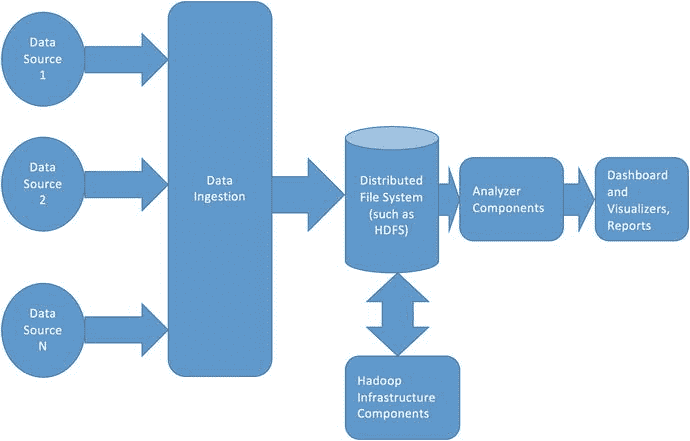 Data
Source
1
Data
Source
2
Data
Source
N
Data
Ingestion
Distributed
File System
(such as
HDFS)
Analyzer
Components
Dashboard
and
Visualizers,
Reports
Hadoop
Infrastructure
Components